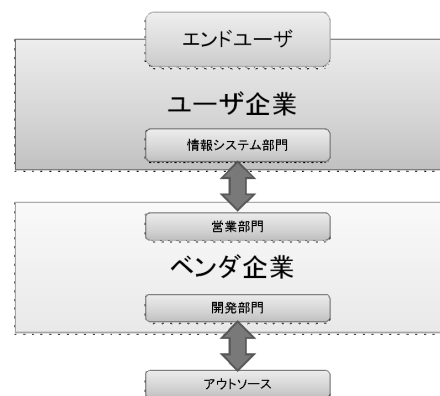 エンドユーザ
ユーザ企業
情報システム部門
営業部門
ベンダ企業
開発部門
アウトソース